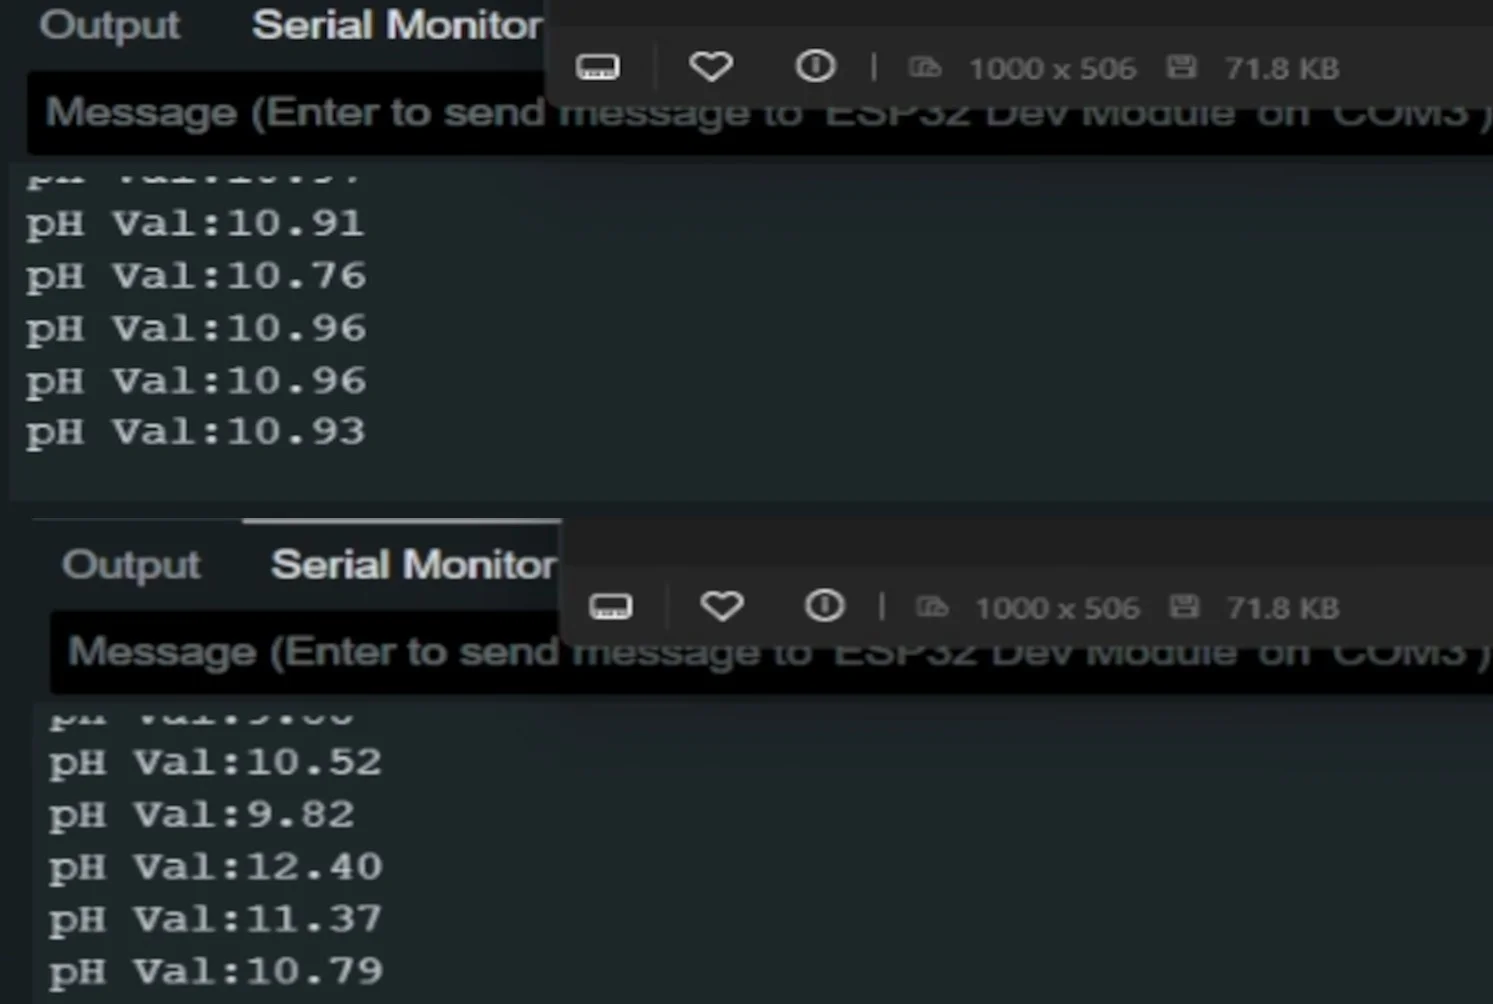 Output Serial Monitor
1000 x 506 71.8 KB
Message (Enter to send message to 'ESP32 Dev Module' on 'COM3')
pH Val:10.91
pH Val:10.76
pH Val:10.96
pH Val:10.96
pH Val:10.93
Output Serial Monitor
1000 x 506 71.8 KB
Message (Enter to send message to 'ESP32 Dev Module' on 'COM3')
pH Val:10.52
pH Val:9.82
pH Val:12.40
pH Val:11.37
pH Val:10.79